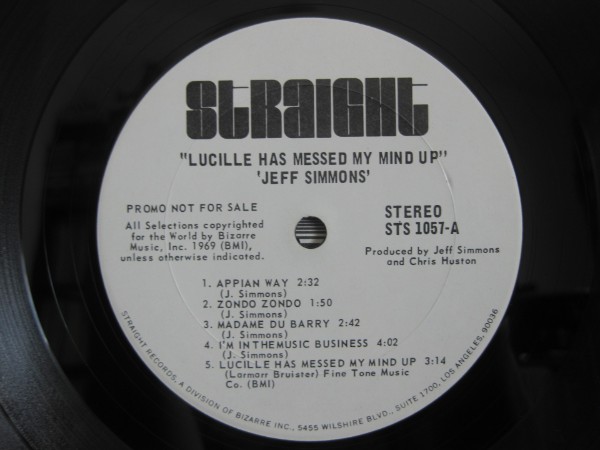 STRAIGHT
"LUCILLE HAS MESSED MY MIND UP"
'JEFF SIMMONS'
PROMO NOT FOR SALE
All Selections copyrighted
for the World by Bizarre
Music, Inc. 1969 (BMI),
unless otherwise indicated.
STEREO
STS 1057-A
Produced by Jeff Simmons
and Chris Huston
1. APPIAN WAY 2:32
(J. Simmons)
2. ZONDO ZONDO 1:50
(J. Simmons)
3. MADAME DU BARRY 2:42
(J. Simmons)
4. I'M IN THEMUSIC BUSINESS 4:02
(J. Simmons)
5. LUCILLE HAS MESSED MY MIND UP 3:14
(Larmarr Bruister) Fine Tone Music
Co. (BMI)
STRAIGHT RECORDS, A DIVISION OF BIZARRE INC., 5455 WILSHIRE BLVD., SUITE 1700, LOS ANGELES, 90036